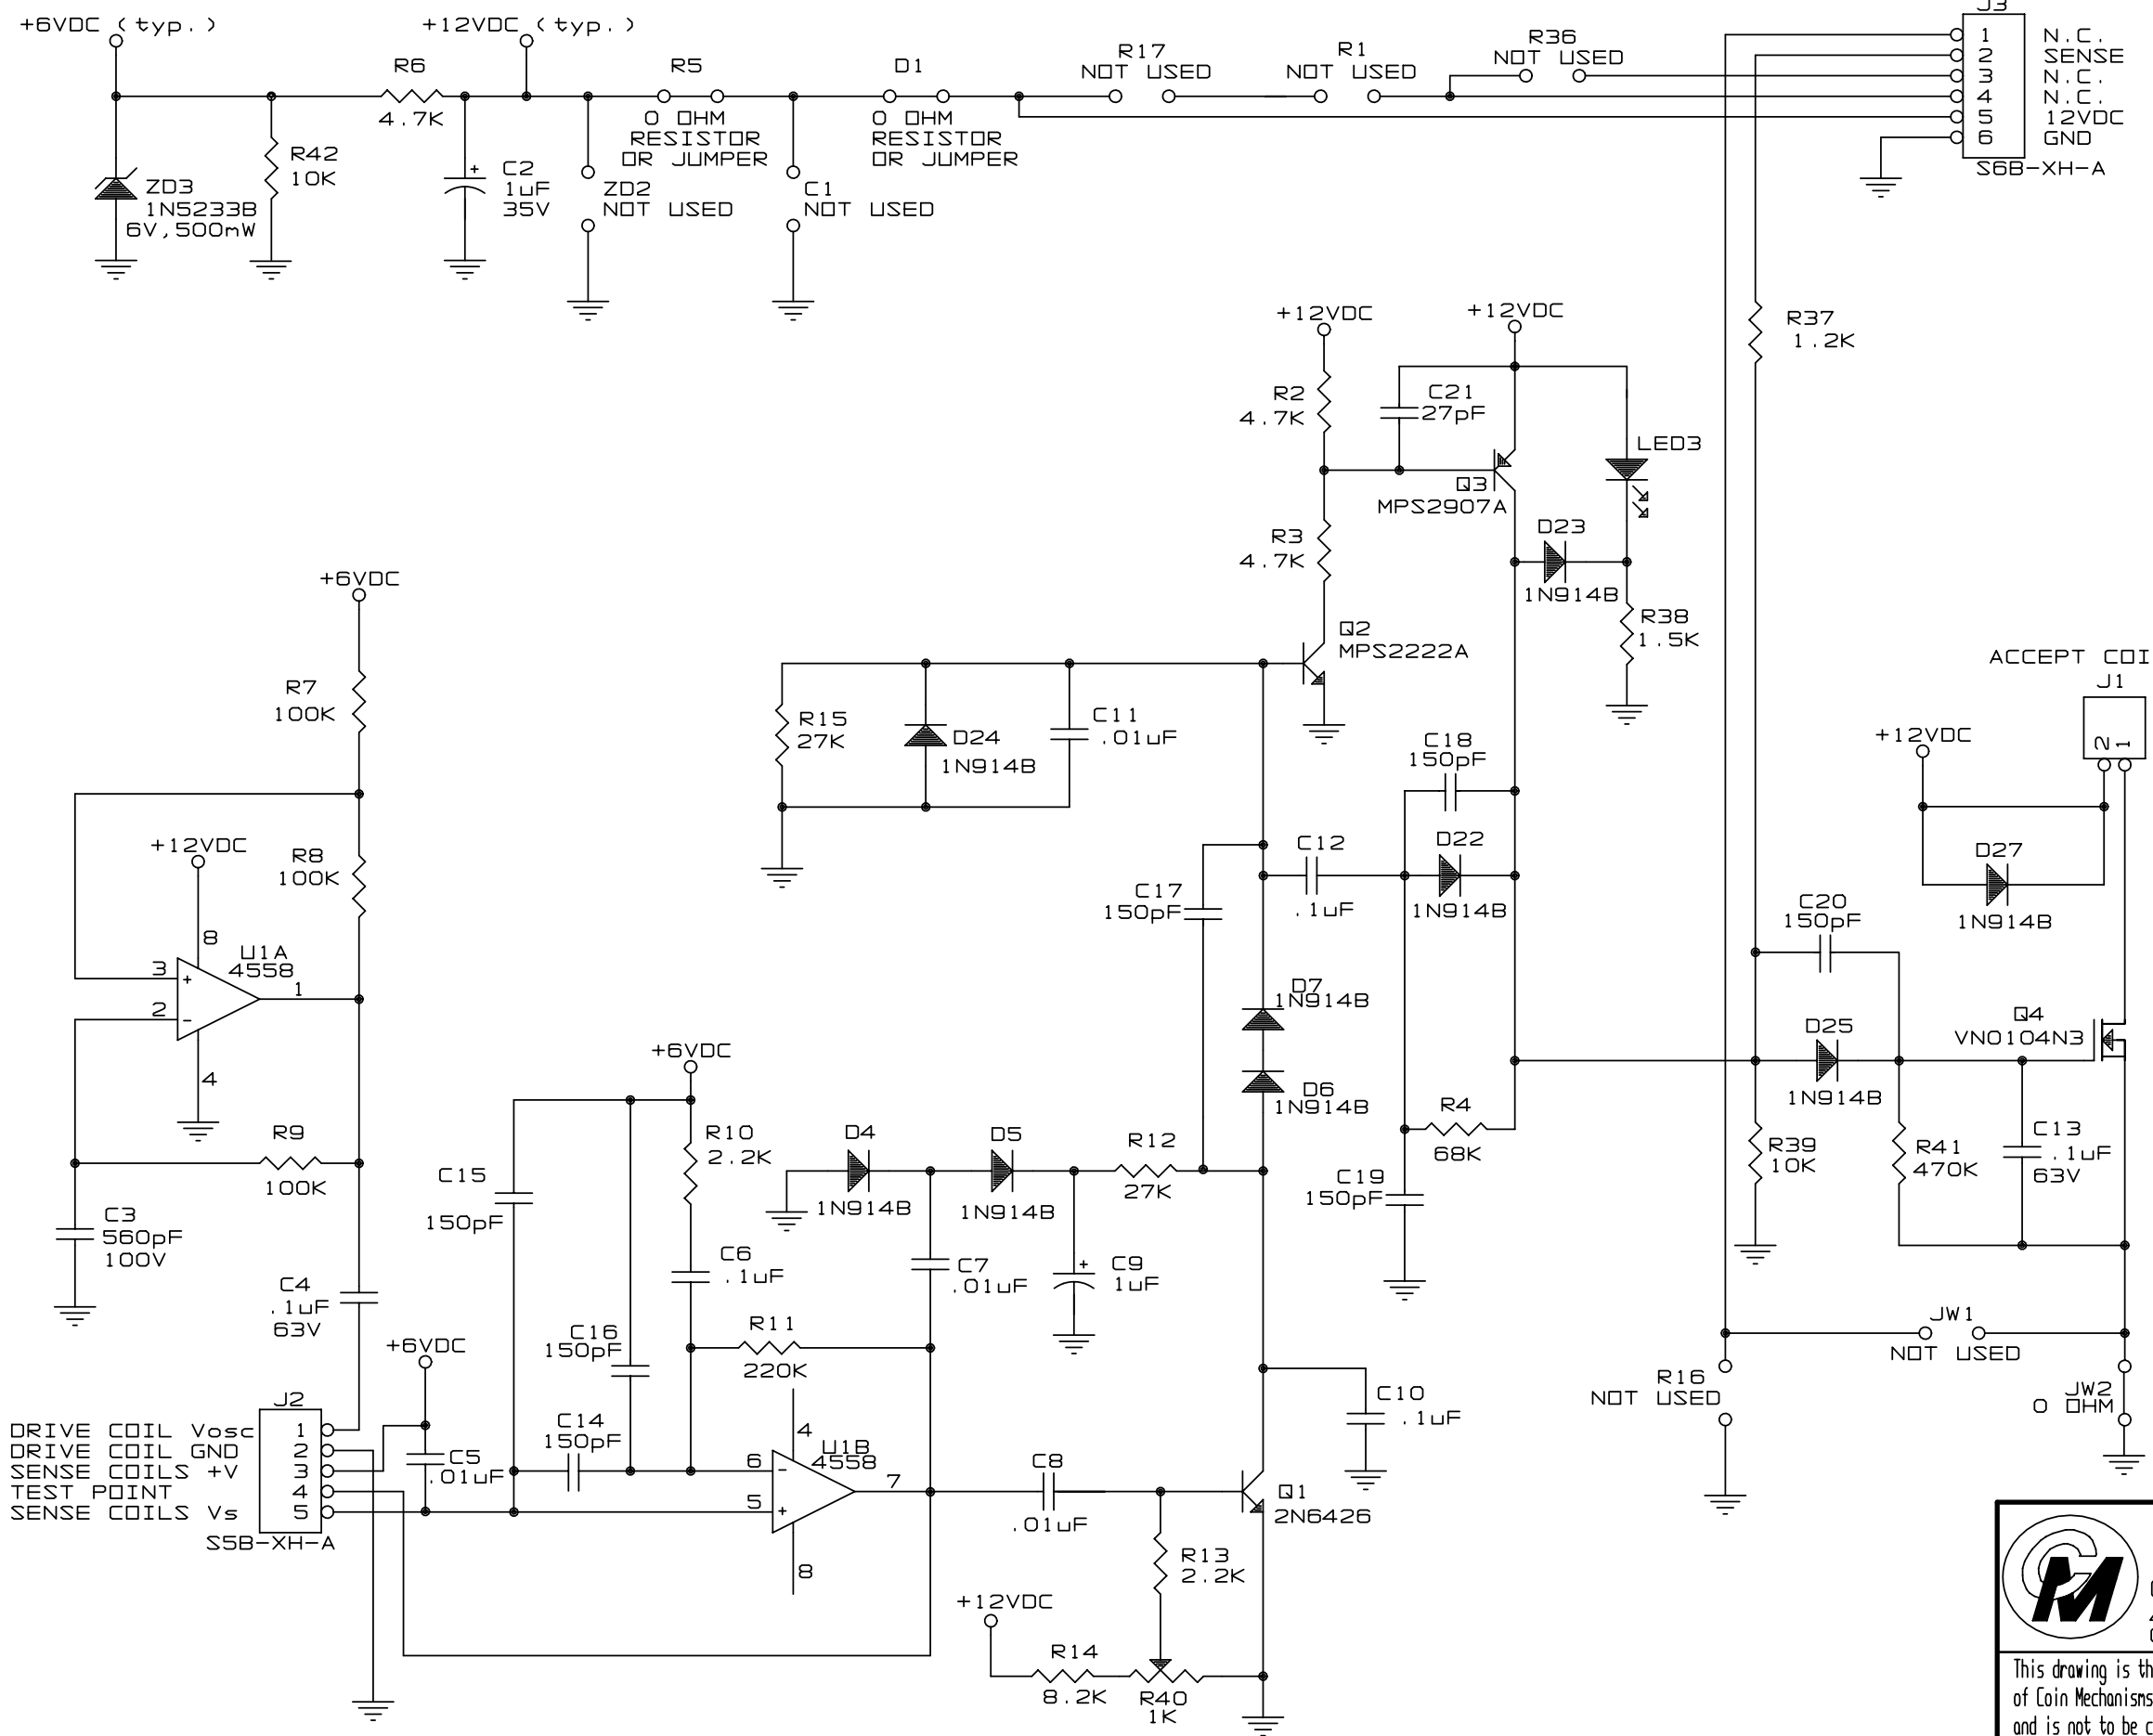 +6VDC (typ.)
+12VDC (typ.)
R6
4.7K
R5
0 OHM
RESISTOR
OR JUMPER
D1
0 OHM
RESISTOR
OR JUMPER
R17
NOT USED
R1
NOT USED
R36
NOT USED
J3
1 N.C.
2 SENSE
3 N.C.
4 N.C.
5 12VDC
6 GND
S6B-XH-A
ZD3
1N5233B
6V,500mW
R42
10K
+
C2
1uF
35V
ZD2
NOT USED
C1
NOT USED
+12VDC
+12VDC
R37
1.2K
R2
4.7K
C21
27pF
LED3
Q3
MPS2907A
R3
4.7K
D23
1N914B
R38
1.5K
Q2
MPS2222A
+6VDC
R7
100K
R15
27K
D24
1N914B
C11
.01uF
C18
150pF
ACCEPT COI
J1
2 1
+12VDC
+12VDC
R8
100K
C12
.1uF
D22
1N914B
D27
1N914B
C17
150pF
C20
150pF
8
U1A
4558
3
+
2
-
1
4
D7
1N914B
D6
1N914B
Q4
VN0104N3
D25
1N914B
+6VDC
R9
100K
R10
2.2K
D4
1N914B
D5
1N914B
R12
27K
R4
68K
C19
150pF
R39
10K
R41
470K
C13
.1uF
63V
C15
150pF
C3
560pF
100V
C6
.1uF
C7
.01uF
+
C9
1uF
C4
.1uF
63V
C16
150pF
R11
220K
+6VDC
JW1
NOT USED
R16
NOT USED
JW2
0 OHM
C10
.1uF
J2
DRIVE COIL Vosc 1
DRIVE COIL GND 2
SENSE COILS +V 3
TEST POINT 4
SENSE COILS Vs 5
S5B-XH-A
C5
.01uF
C14
150pF
4
U1B
4558
6
-
5
+
7
8
C8
.01uF
Q1
2N6426
R13
2.2K
+12VDC
R14
8.2K
R40
1K
CM
This drawing is th
of Coin Mechanisms
and is not to be c